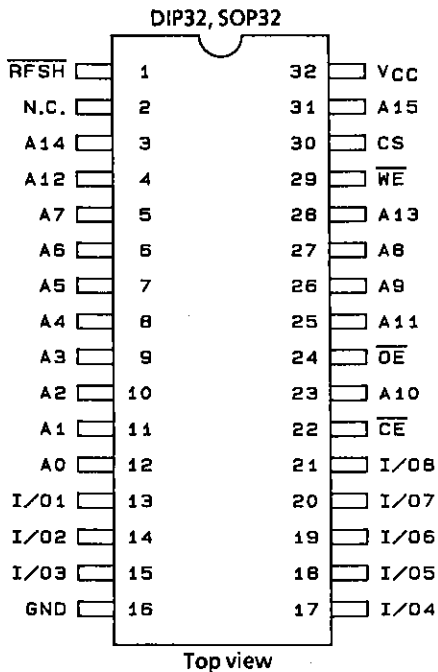 DIP32, SOP32
RFSH 1 32 VCC
N.C. 2 31 A15
A14 3 30 CS
A12 4 29 WE
A7 5 28 A13
A6 6 27 A8
A5 7 26 A9
A4 8 25 A11
A3 9 24 OE
A2 10 23 A10
A1 11 22 CE
A0 12 21 I/O8
I/O1 13 20 I/O7
I/O2 14 19 I/O6
I/O3 15 18 I/O5
GND 16 17 I/O4
Top view